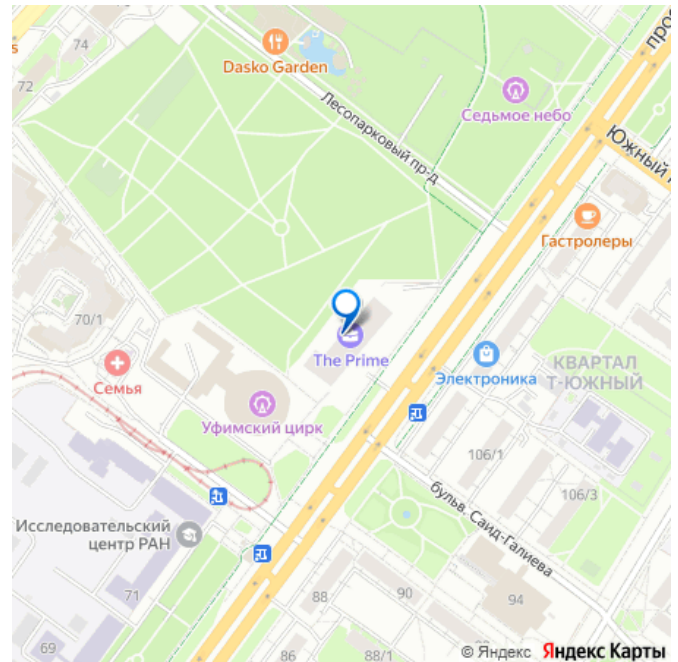 s
74
72
Dasko Garden
Седьмое небо
Лесопарковый пр-д
Южный
Гастролеры
70/1
Семья
The Prime
Уфимский цирк
Электроника
КВАРТАЛ
Т-ЮЖНЫЙ
106/1
106/3
бульв. Саид-Галиева
Исследовательский
центр РАН
71
69
88
90
94
86
88/1
© Яндекс Яндекс Карты